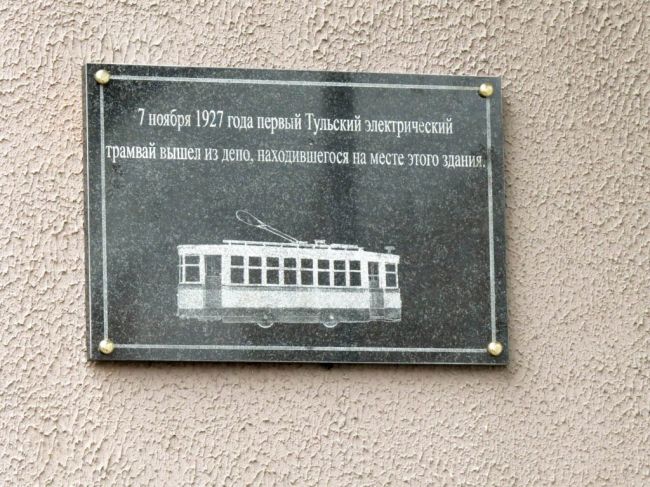 7 ноября 1927 года первый Тульский электрический
трамвай вышел из депо, находившегося на месте этого здания.